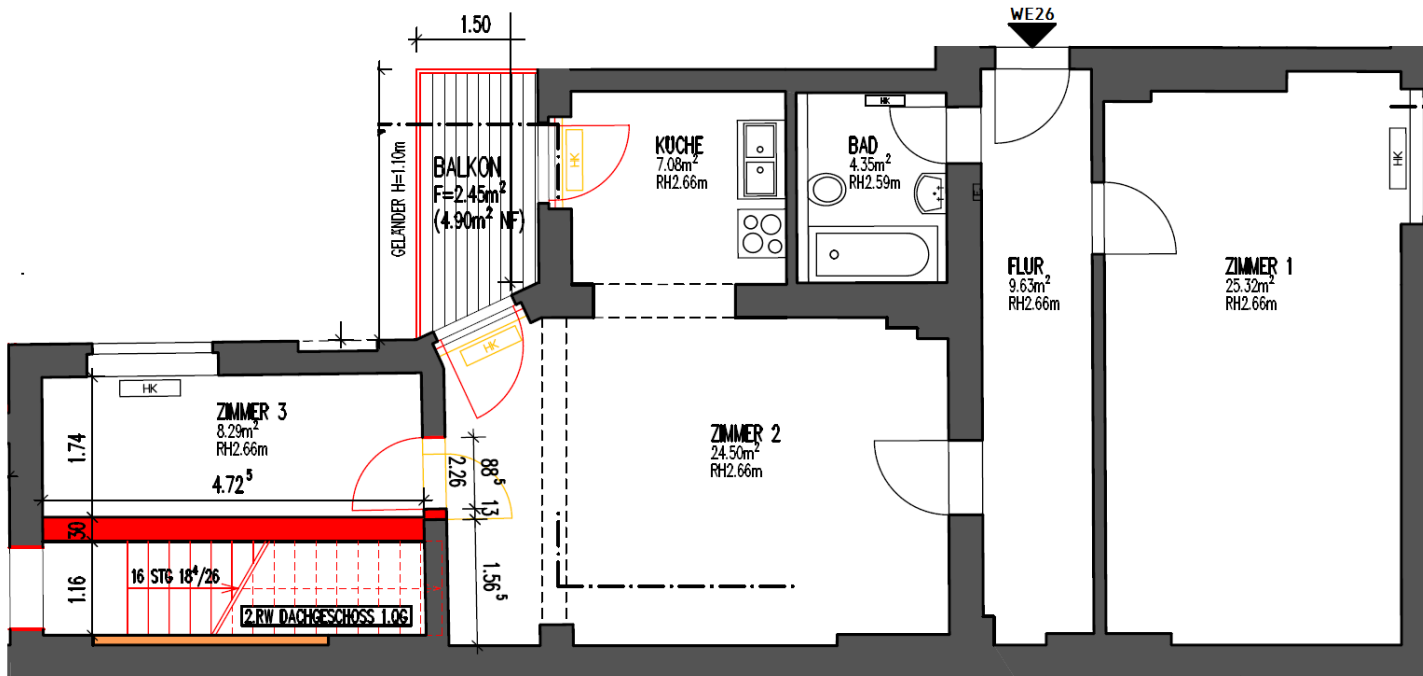 WE26
1.50
GELÄNDER H=1.10m
BALKON
F=2.45m²
(4.90m² NF)
HK
KÜCHE
7.08m²
RH2.66m
HK
BAD
4.35m²
RH2.59m
FLUR
9.63m²
RH2.66m
ZIMMER 1
25.32m²
RH2.66m
HK
HK
HK
ZIMMER 3
8.29m²
RH2.66m
1.74
4.72⁵
88⁵
2.26
13
ZIMMER 2
24.50m²
RH2.66m
30
1.16
16 STG 18⁴/26
2.RW DACHGESCHOSS 1.OG
1.56⁵